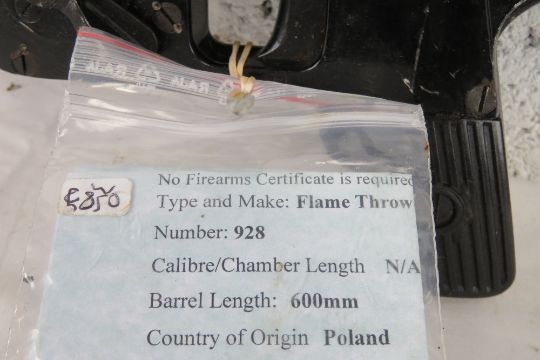 No Firearms Certificate is required
£850
Type and Make: Flame Throw
Number: 928
Calibre/Chamber Length N/A
Barrel Length: 600mm
Country of Origin Poland